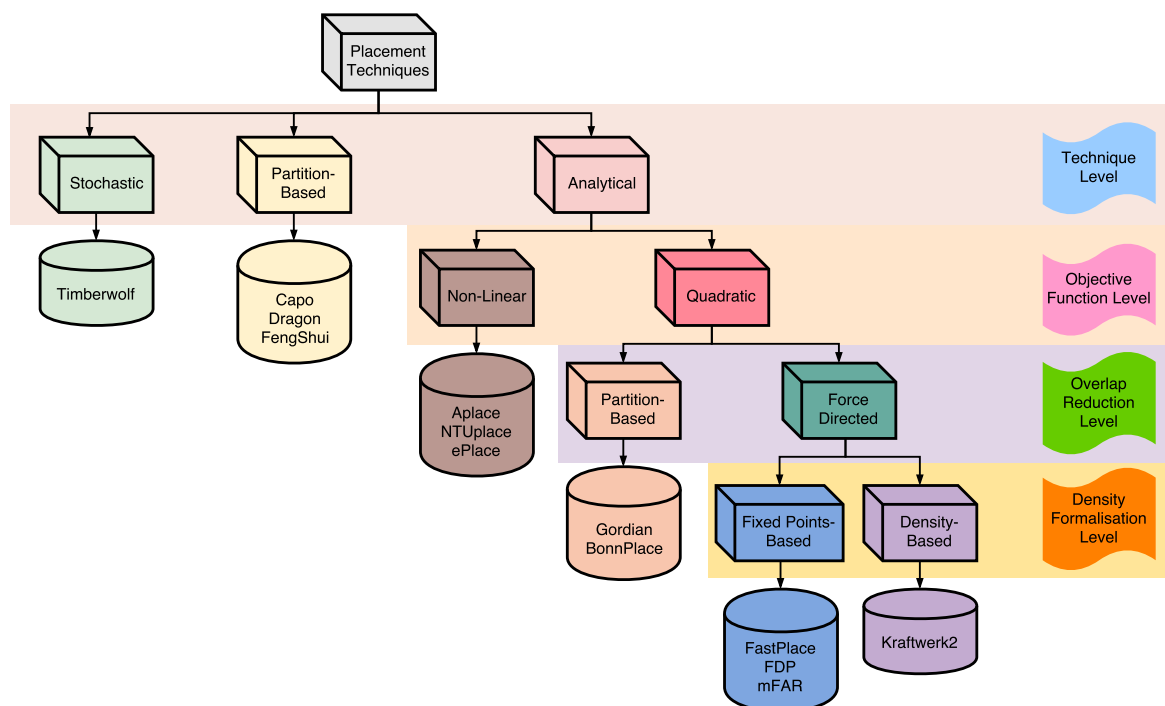 Placement
Techniques
Stochastic
Partition-
Based
Analytical
Technique
Level
Timberwolf
Capo
Dragon
FengShui
Non-Linear
Quadratic
Objective
Function Level
Aplace
NTUplace
ePlace
Partition-
Based
Force
Directed
Overlap
Reduction
Level
Gordian
BonnPlace
Fixed Points-
Based
Density-
Based
Density
Formalisation
Level
FastPlace
FDP
mFAR
Kraftwerk2